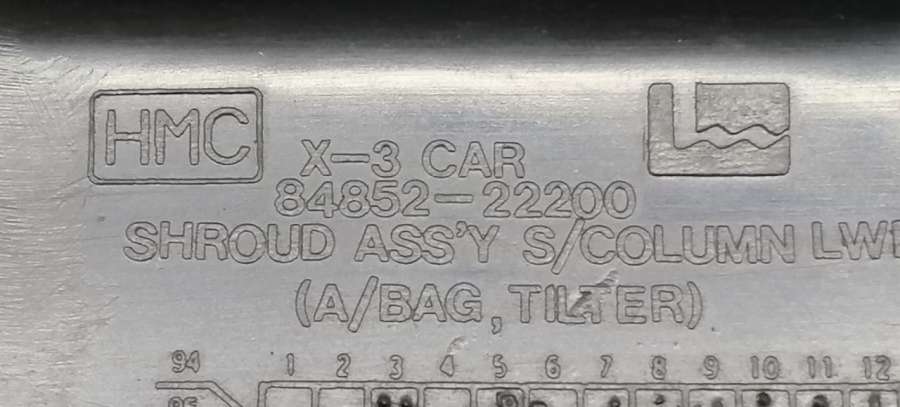 HMC
X-3 CAR
84852-22200
SHROUD ASS'Y S/COLUMN
(A/BAG, TILTER)
94 1 2 3 4 5 6 7 8 9 10 11 12